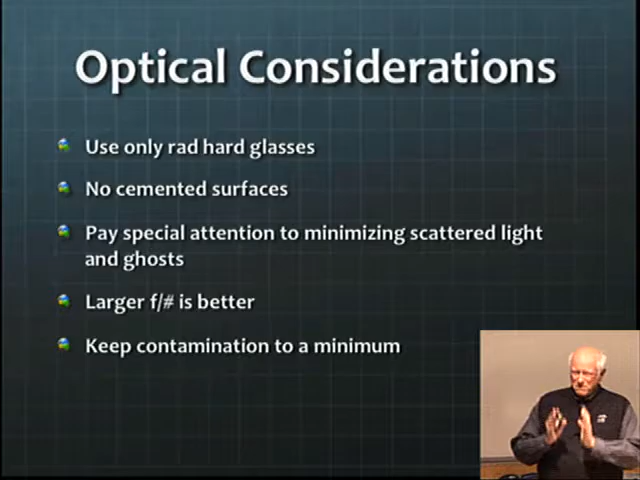 Optical Considerations
Use only rad hard glasses
No cemented surfaces
Pay special attention to minimizing scattered light
and ghosts
Larger f/# is better
Keep contamination to a minimum